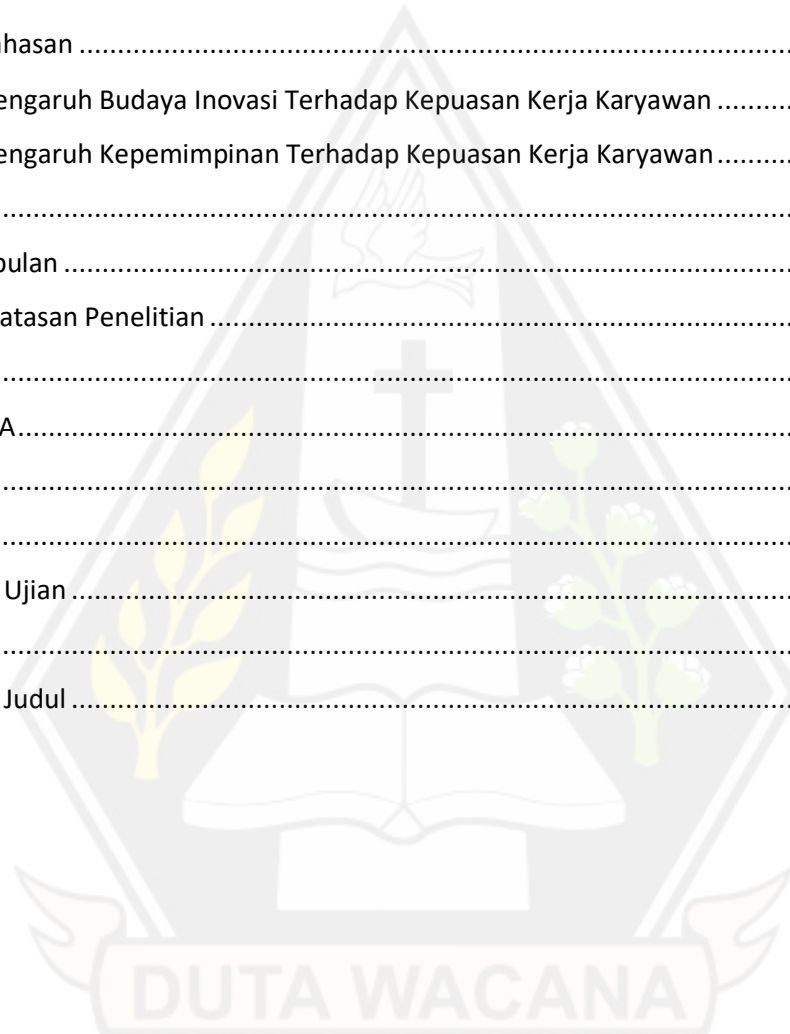 ahasan ........................................................................................................
engaruh Budaya Inovasi Terhadap Kepuasan Kerja Karyawan ..........
engaruh Kepemimpinan Terhadap Kepuasan Kerja Karyawan ..........
........................................................................................................
pulan ........................................................................................................
atasan Penelitian ........................................................................................
........................................................................................................
A ........................................................................................................
........................................................................................................
........................................................................................................
Ujian ........................................................................................................
........................................................................................................
Judul ........................................................................................................
DUTA WACANA